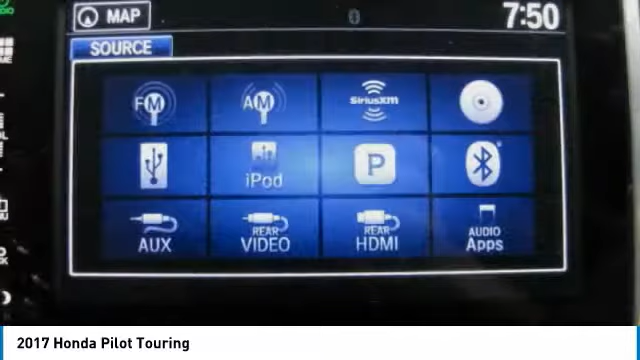 MAP
7:50
SOURCE
FM
AM
SiriusXM
iPod
P
AUX
REAR
VIDEO
REAR
HDMI
AUDIO
Apps
2017 Honda Pilot Touring